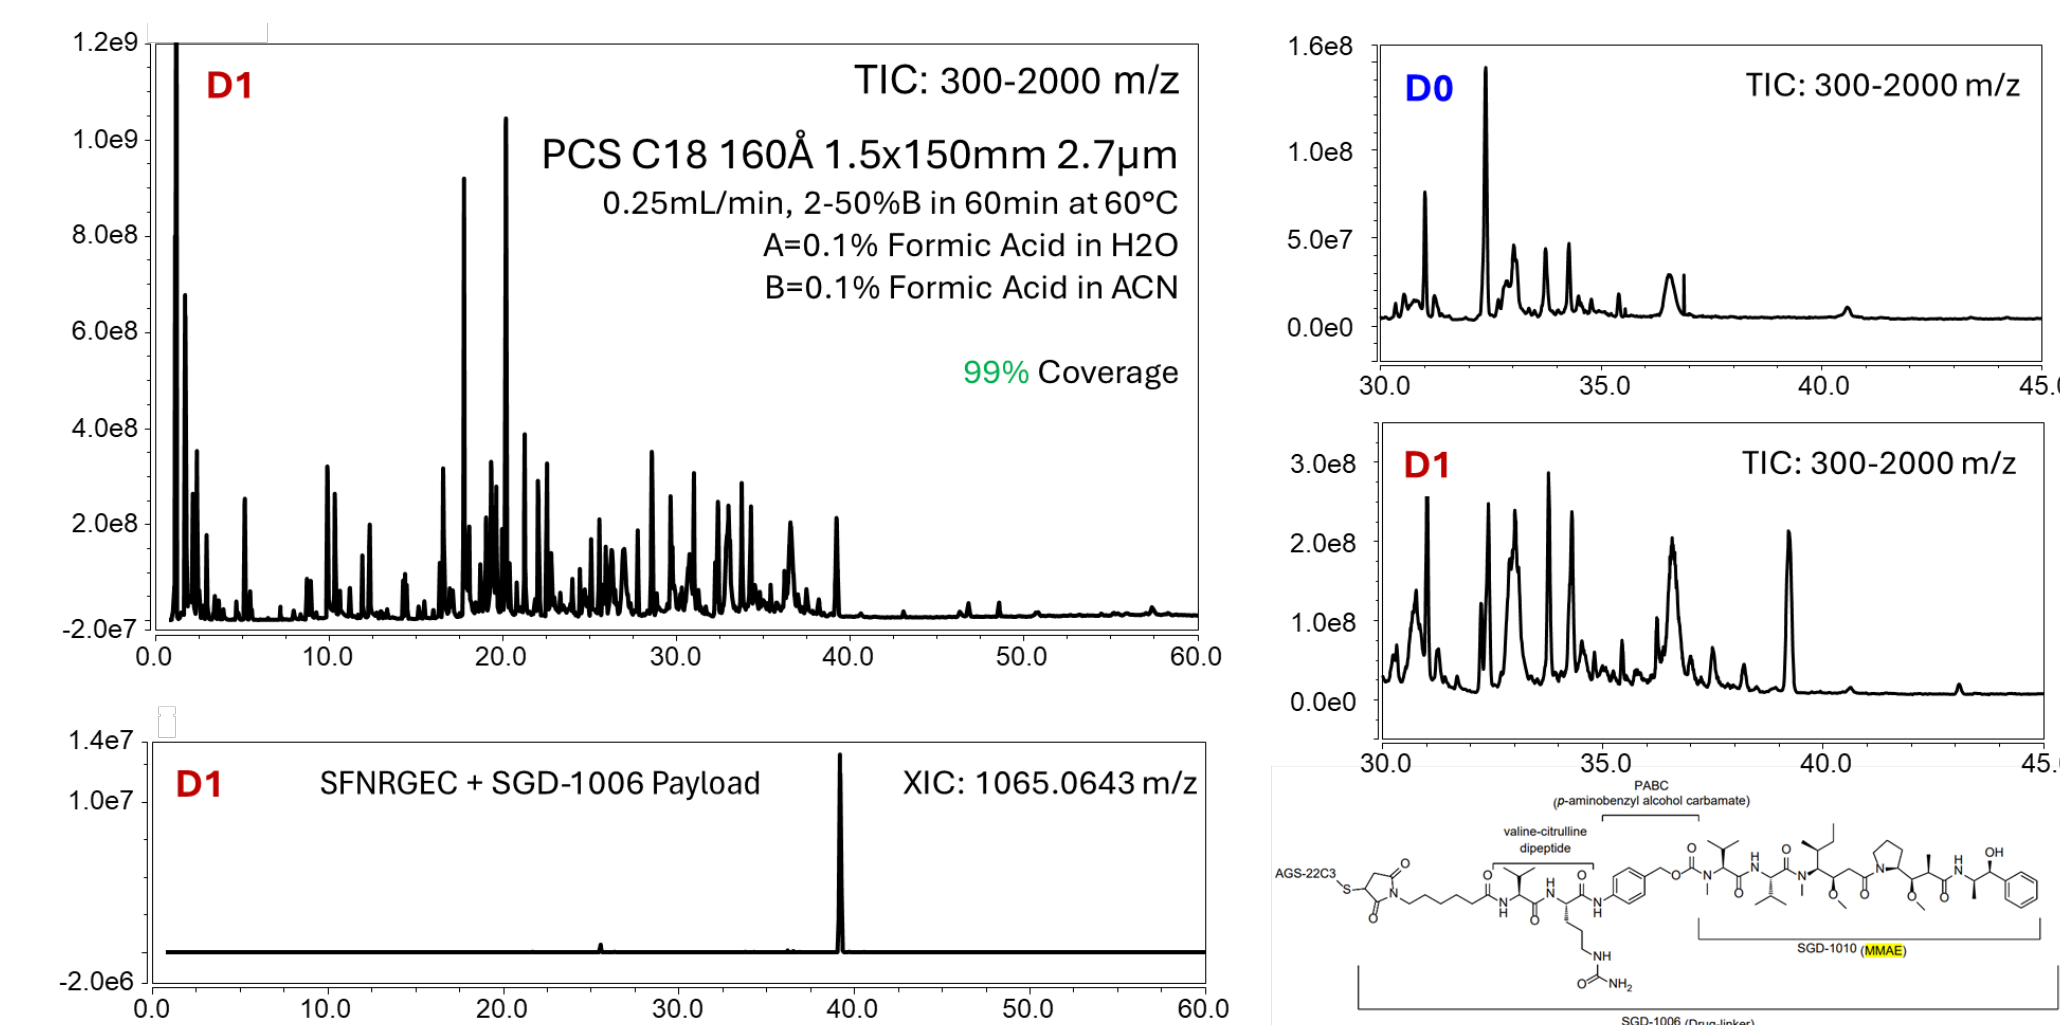 D1
TIC: 300-2000 m/z
PCS C18 160Å 1.5x150mm 2.7µm
0.25mL/min, 2-50%B in 60min at 60°C
A=0.1% Formic Acid in H2O
B=0.1% Formic Acid in ACN
99% Coverage
1.2e9
1.0e9
8.0e8
6.0e8
4.0e8
2.0e8
-2.0e7
0.0 10.0 20.0 30.0 40.0 50.0 60.0
D1 SFNRGEC + SGD-1006 Payload XIC: 1065.0643 m/z
1.4e7
1.0e7
-2.0e6
0.0 10.0 20.0 30.0 40.0 50.0 60.0
D0 TIC: 300-2000 m/z
1.6e8
1.0e8
5.0e7
0.0e0
30.0 35.0 40.0 45.0
D1 TIC: 300-2000 m/z
3.0e8
2.0e8
1.0e8
0.0e0
30.0 35.0 40.0 45.
PABC
(p-aminobenzyl alcohol carbamate)
valine-citrulline
dipeptide
AGS-22C3
S O N O O N H O H N O N H O O N O H N O N O O N O O H N OH
NH
O NH2
SGD-1010 (MMAE)
SGD-1006 (Drug-linker)